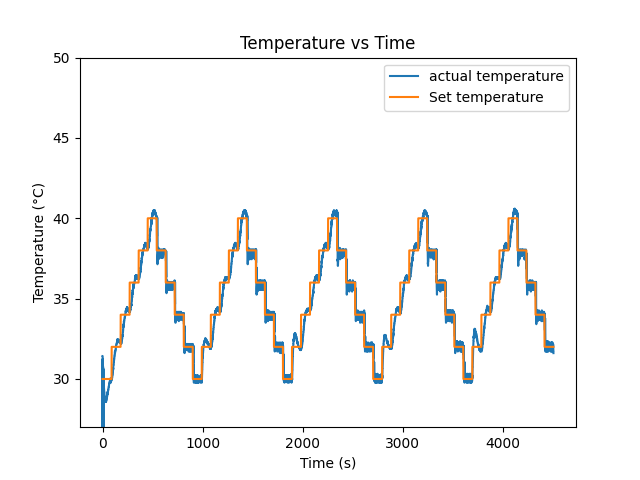 Temperature vs Time
actual temperature
Set temperature
50
45
40
35
30
Temperature (°C)
0
1000
2000
3000
4000
Time (s)